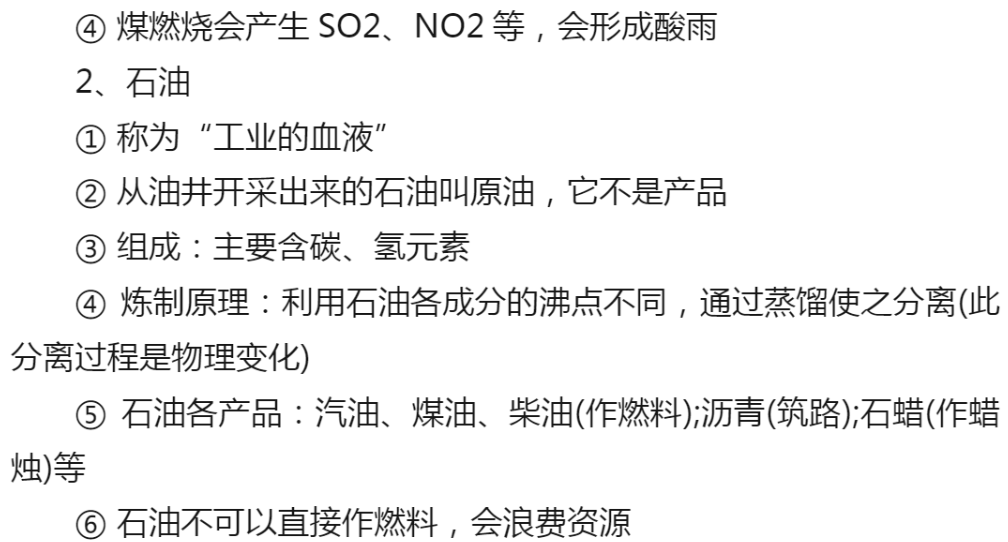 ④ 煤燃烧会产生 SO2、NO2 等，会形成酸雨
2、石油
① 称为“工业的血液”
② 从油井开采出来的石油叫原油，它不是产品
③ 组成：主要含碳、氢元素
④ 炼制原理：利用石油各成分的沸点不同，通过蒸馏使之分离(此
分离过程是物理变化)
⑤ 石油各产品：汽油、煤油、柴油(作燃料);沥青(筑路);石蜡(作蜡
烛)等
⑥ 石油不可以直接作燃料，会浪费资源